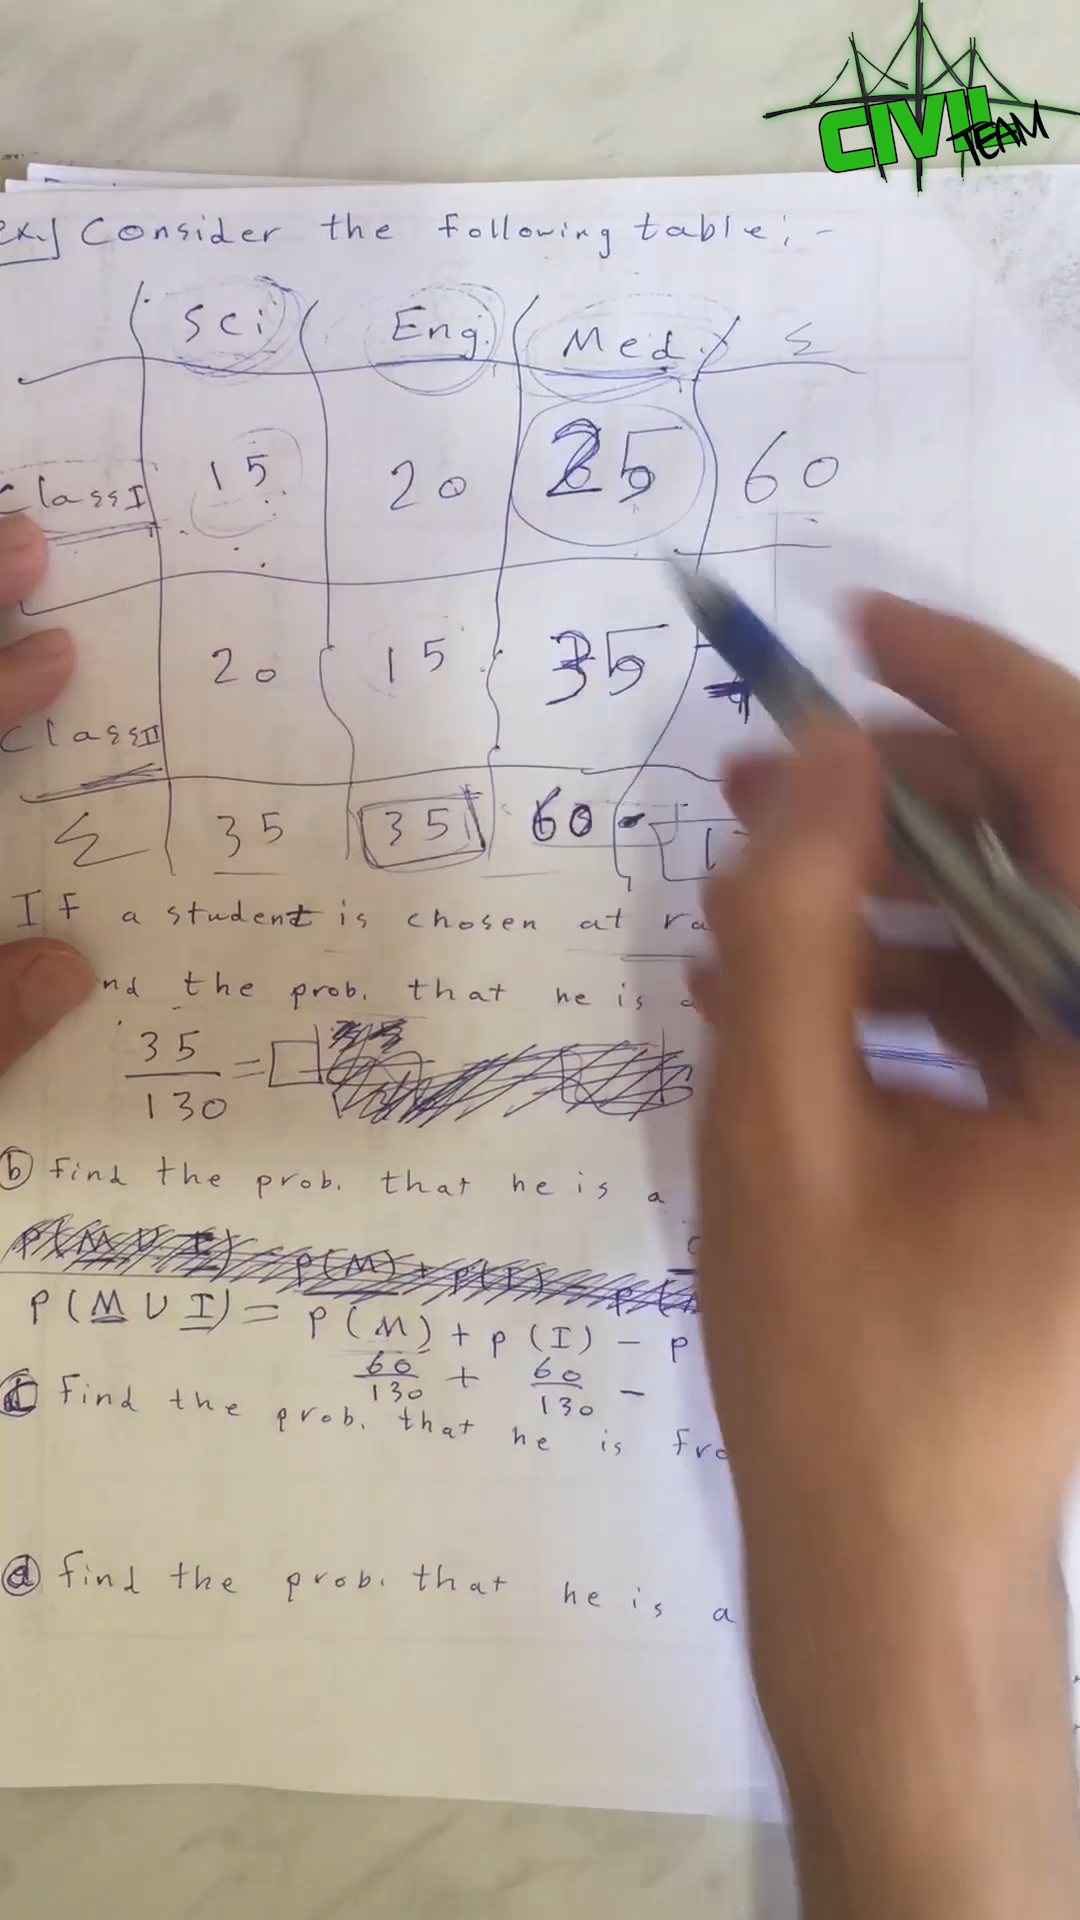 CIVIL
TEAM
ex.] Consider the following table:-
Sci Eng. Med. Σ
Class I 15 20 25 60
20 15 35
Class II
Σ 35 35 60
If a student is chosen at
the prob. that he is
35
130 =
b Find the prob. that he is a
P(M∪I) = P(M) + P(I) - P
60/130 + 60/130 -
Find the prob. that he is
d find the prob. that he is a